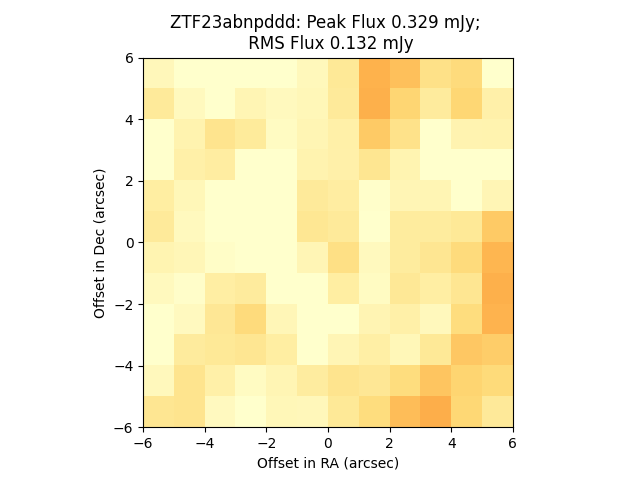 ZTF23abnpddd: Peak Flux 0.329 mJy;
RMS Flux 0.132 mJy
6
4
2
0
−2
−4
−6
Offset in Dec (arcsec)
−6 −4 −2 0 2 4 6
Offset in RA (arcsec)